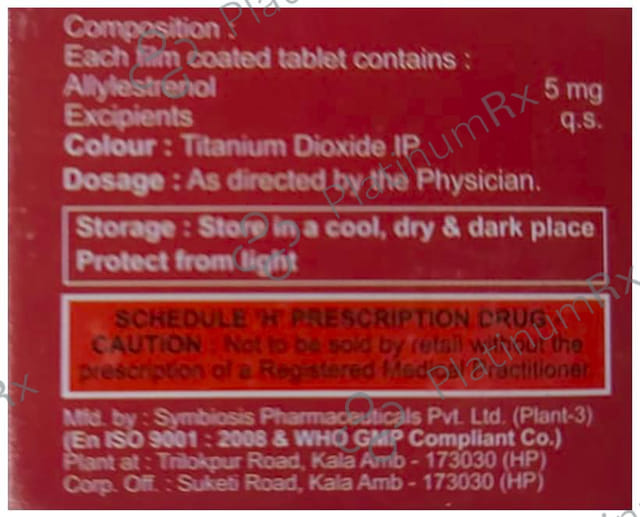 Composition :
Each film coated tablet contains :
Allylestrenol 5 mg
Excipients q.s.
Colour : Titanium Dioxide IP
Dosage : As directed by the Physician.
Storage : Store in a cool, dry & dark place
Protect from light
SCHEDULE 'H' PRESCRIPTION DRUG
CAUTION : Not to be sold by retail without the
prescription of a Registered Medical Practitioner
Mfd. by : Symbiosis Pharmaceuticals Pvt. Ltd. (Plant-3)
(En ISO 9001 : 2008 & WHO GMP Compliant Co.)
Plant at : Trilokpur Road, Kala Amb - 173030 (HP)
Corp. Off. : Suketi Road, Kala Amb - 173030 (HP)
PlatinumRx
PlatinumRx